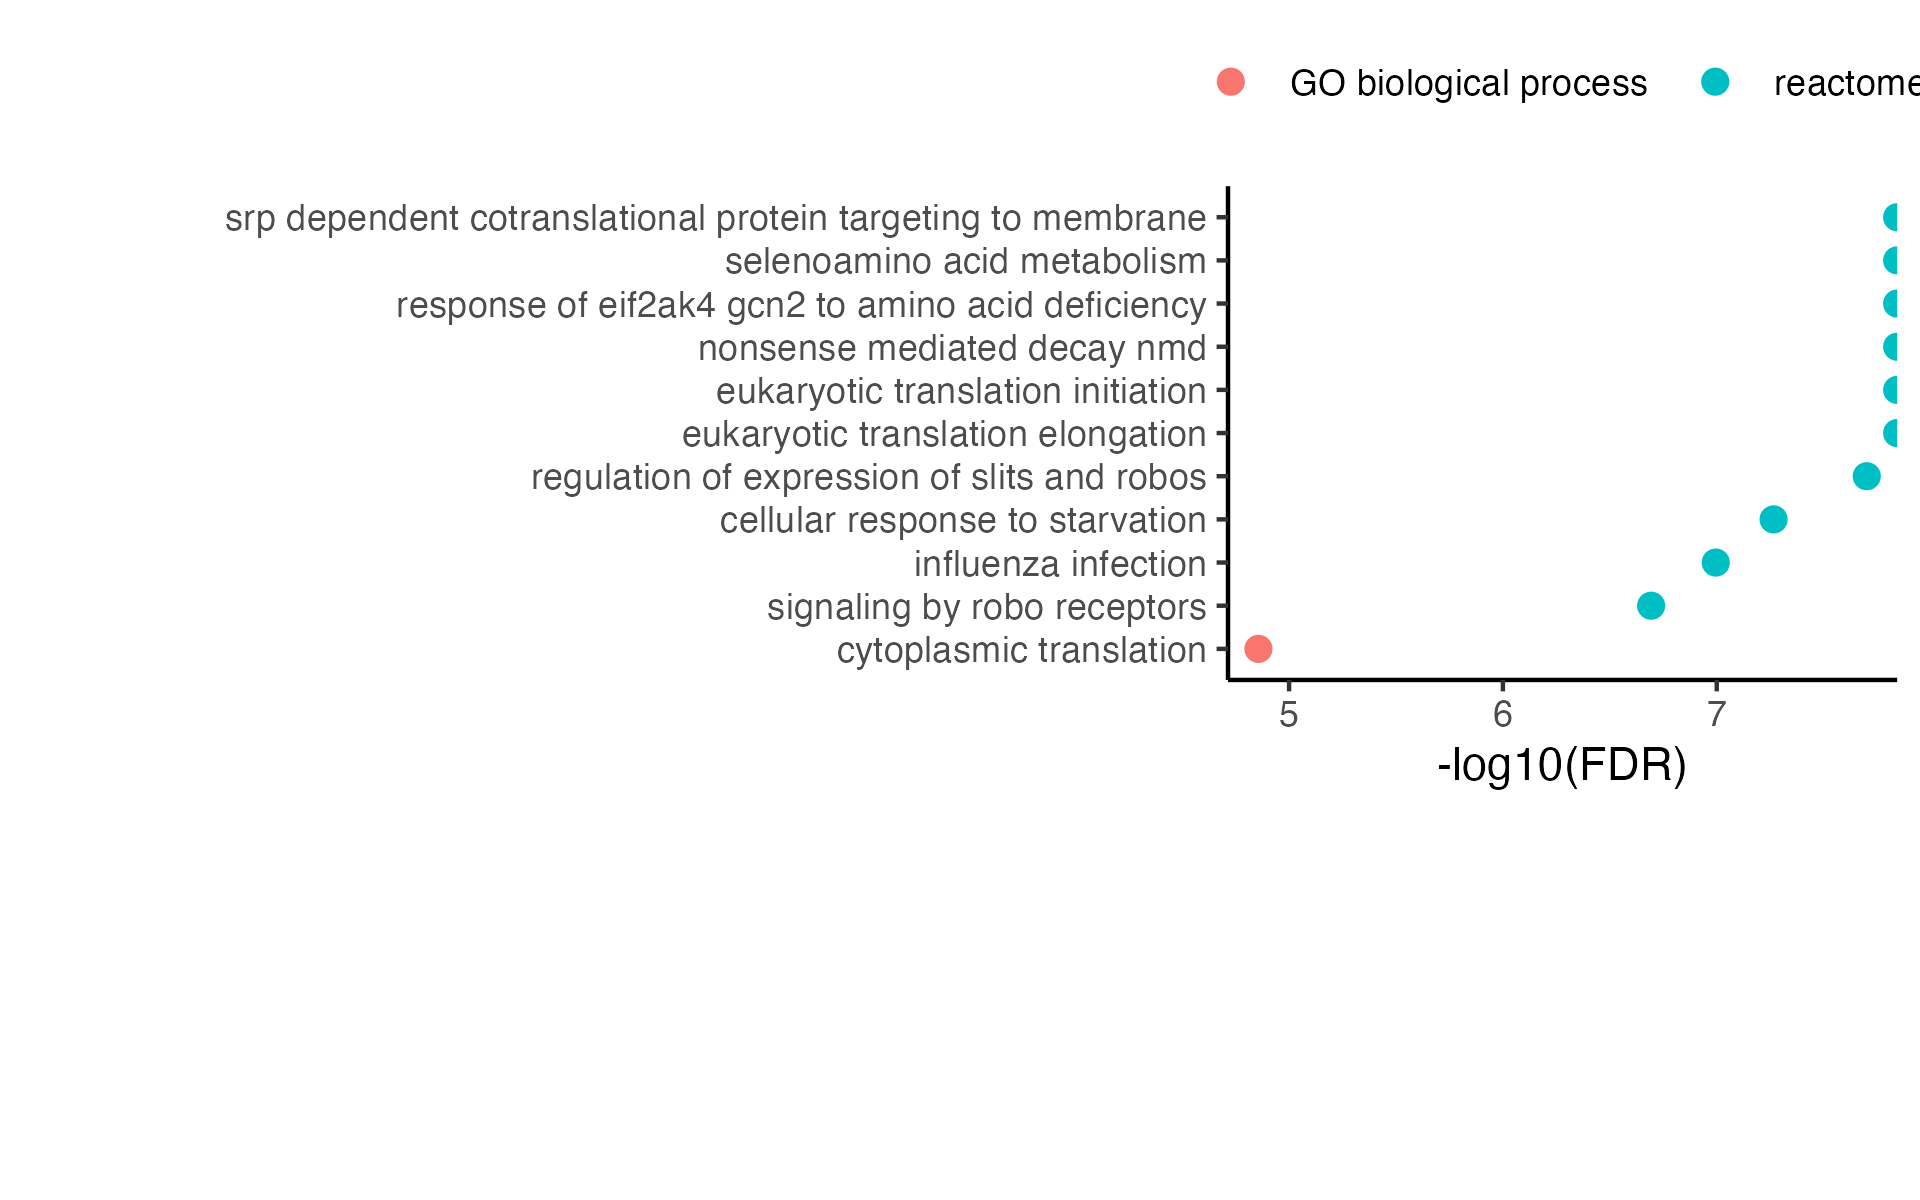 GO biological process reactome
srp dependent cotranslational protein targeting to membrane
selenoamino acid metabolism
response of eif2ak4 gcn2 to amino acid deficiency
nonsense mediated decay nmd
eukaryotic translation initiation
eukaryotic translation elongation
regulation of expression of slits and robos
cellular response to starvation
influenza infection
signaling by robo receptors
cytoplasmic translation
5 6 7
-log10(FDR)